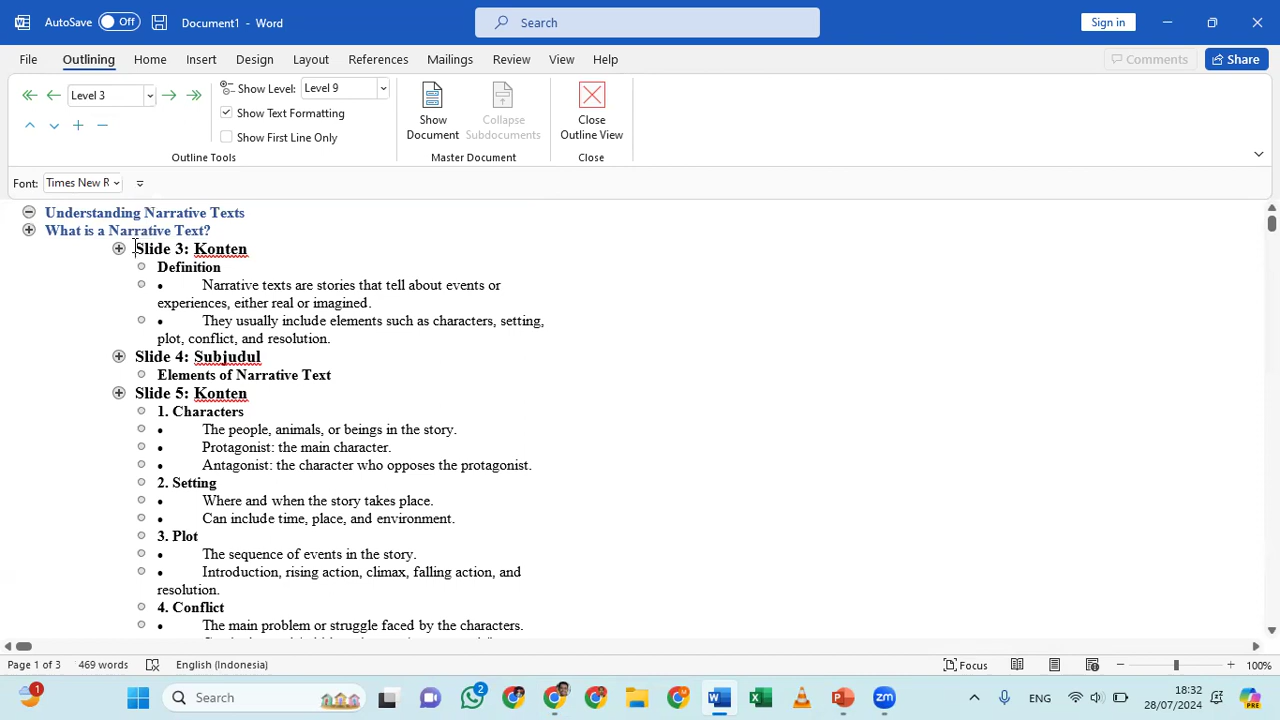 AutoSave Off Document1 - Word Search Sign in
File Outlining Home Insert Design Layout References Mailings Review View Help Comments Share
Level 3 Show Level: Level 9
Show Text Formatting
Show First Line Only
Show Document
Collapse Subdocuments
Close Outline View
Outline Tools Master Document Close
Font: Times New R
Understanding Narrative Texts
What is a Narrative Text?
Slide 3: Konten
Definition
• Narrative texts are stories that tell about events or
experiences, either real or imagined.
• They usually include elements such as characters, setting,
plot, conflict, and resolution.
Slide 4: Subjudul
Elements of Narrative Text
Slide 5: Konten
1. Characters
• The people, animals, or beings in the story.
• Protagonist: the main character.
• Antagonist: the character who opposes the protagonist.
2. Setting
• Where and when the story takes place.
• Can include time, place, and environment.
3. Plot
• The sequence of events in the story.
• Introduction, rising action, climax, falling action, and
resolution.
4. Conflict
• The main problem or struggle faced by the characters.
Page 1 of 3 469 words English (Indonesia) Focus 100%
1 Search 2 zm ENG 18:32
28/07/2024 PRE